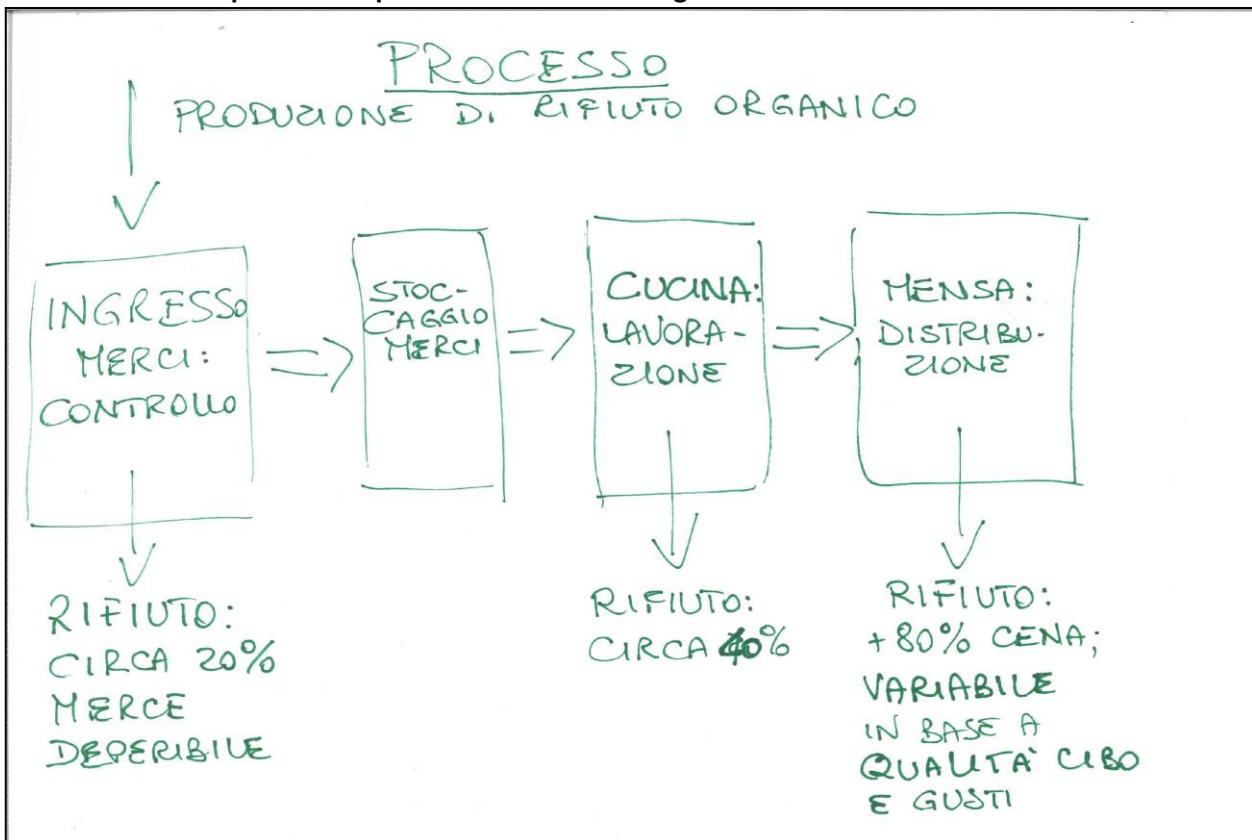 PROCESSO
PRODUZIONE DI RIFIUTO ORGANICO
INGRESSO
MERCI:
CONTROLLO
STOC-
CAGGIO
MERCI
CUCINA:
LAVORA-
ZIONE
MENSA:
DISTRIBU-
ZIONE
RIFIUTO:
CIRCA 20%
MERCE
DEPERIBILE
RIFIUTO:
CIRCA 40%
RIFIUTO:
+80% CENA;
VARIABILE
IN BASE A
QUALITÀ CIBO
E GUSTI